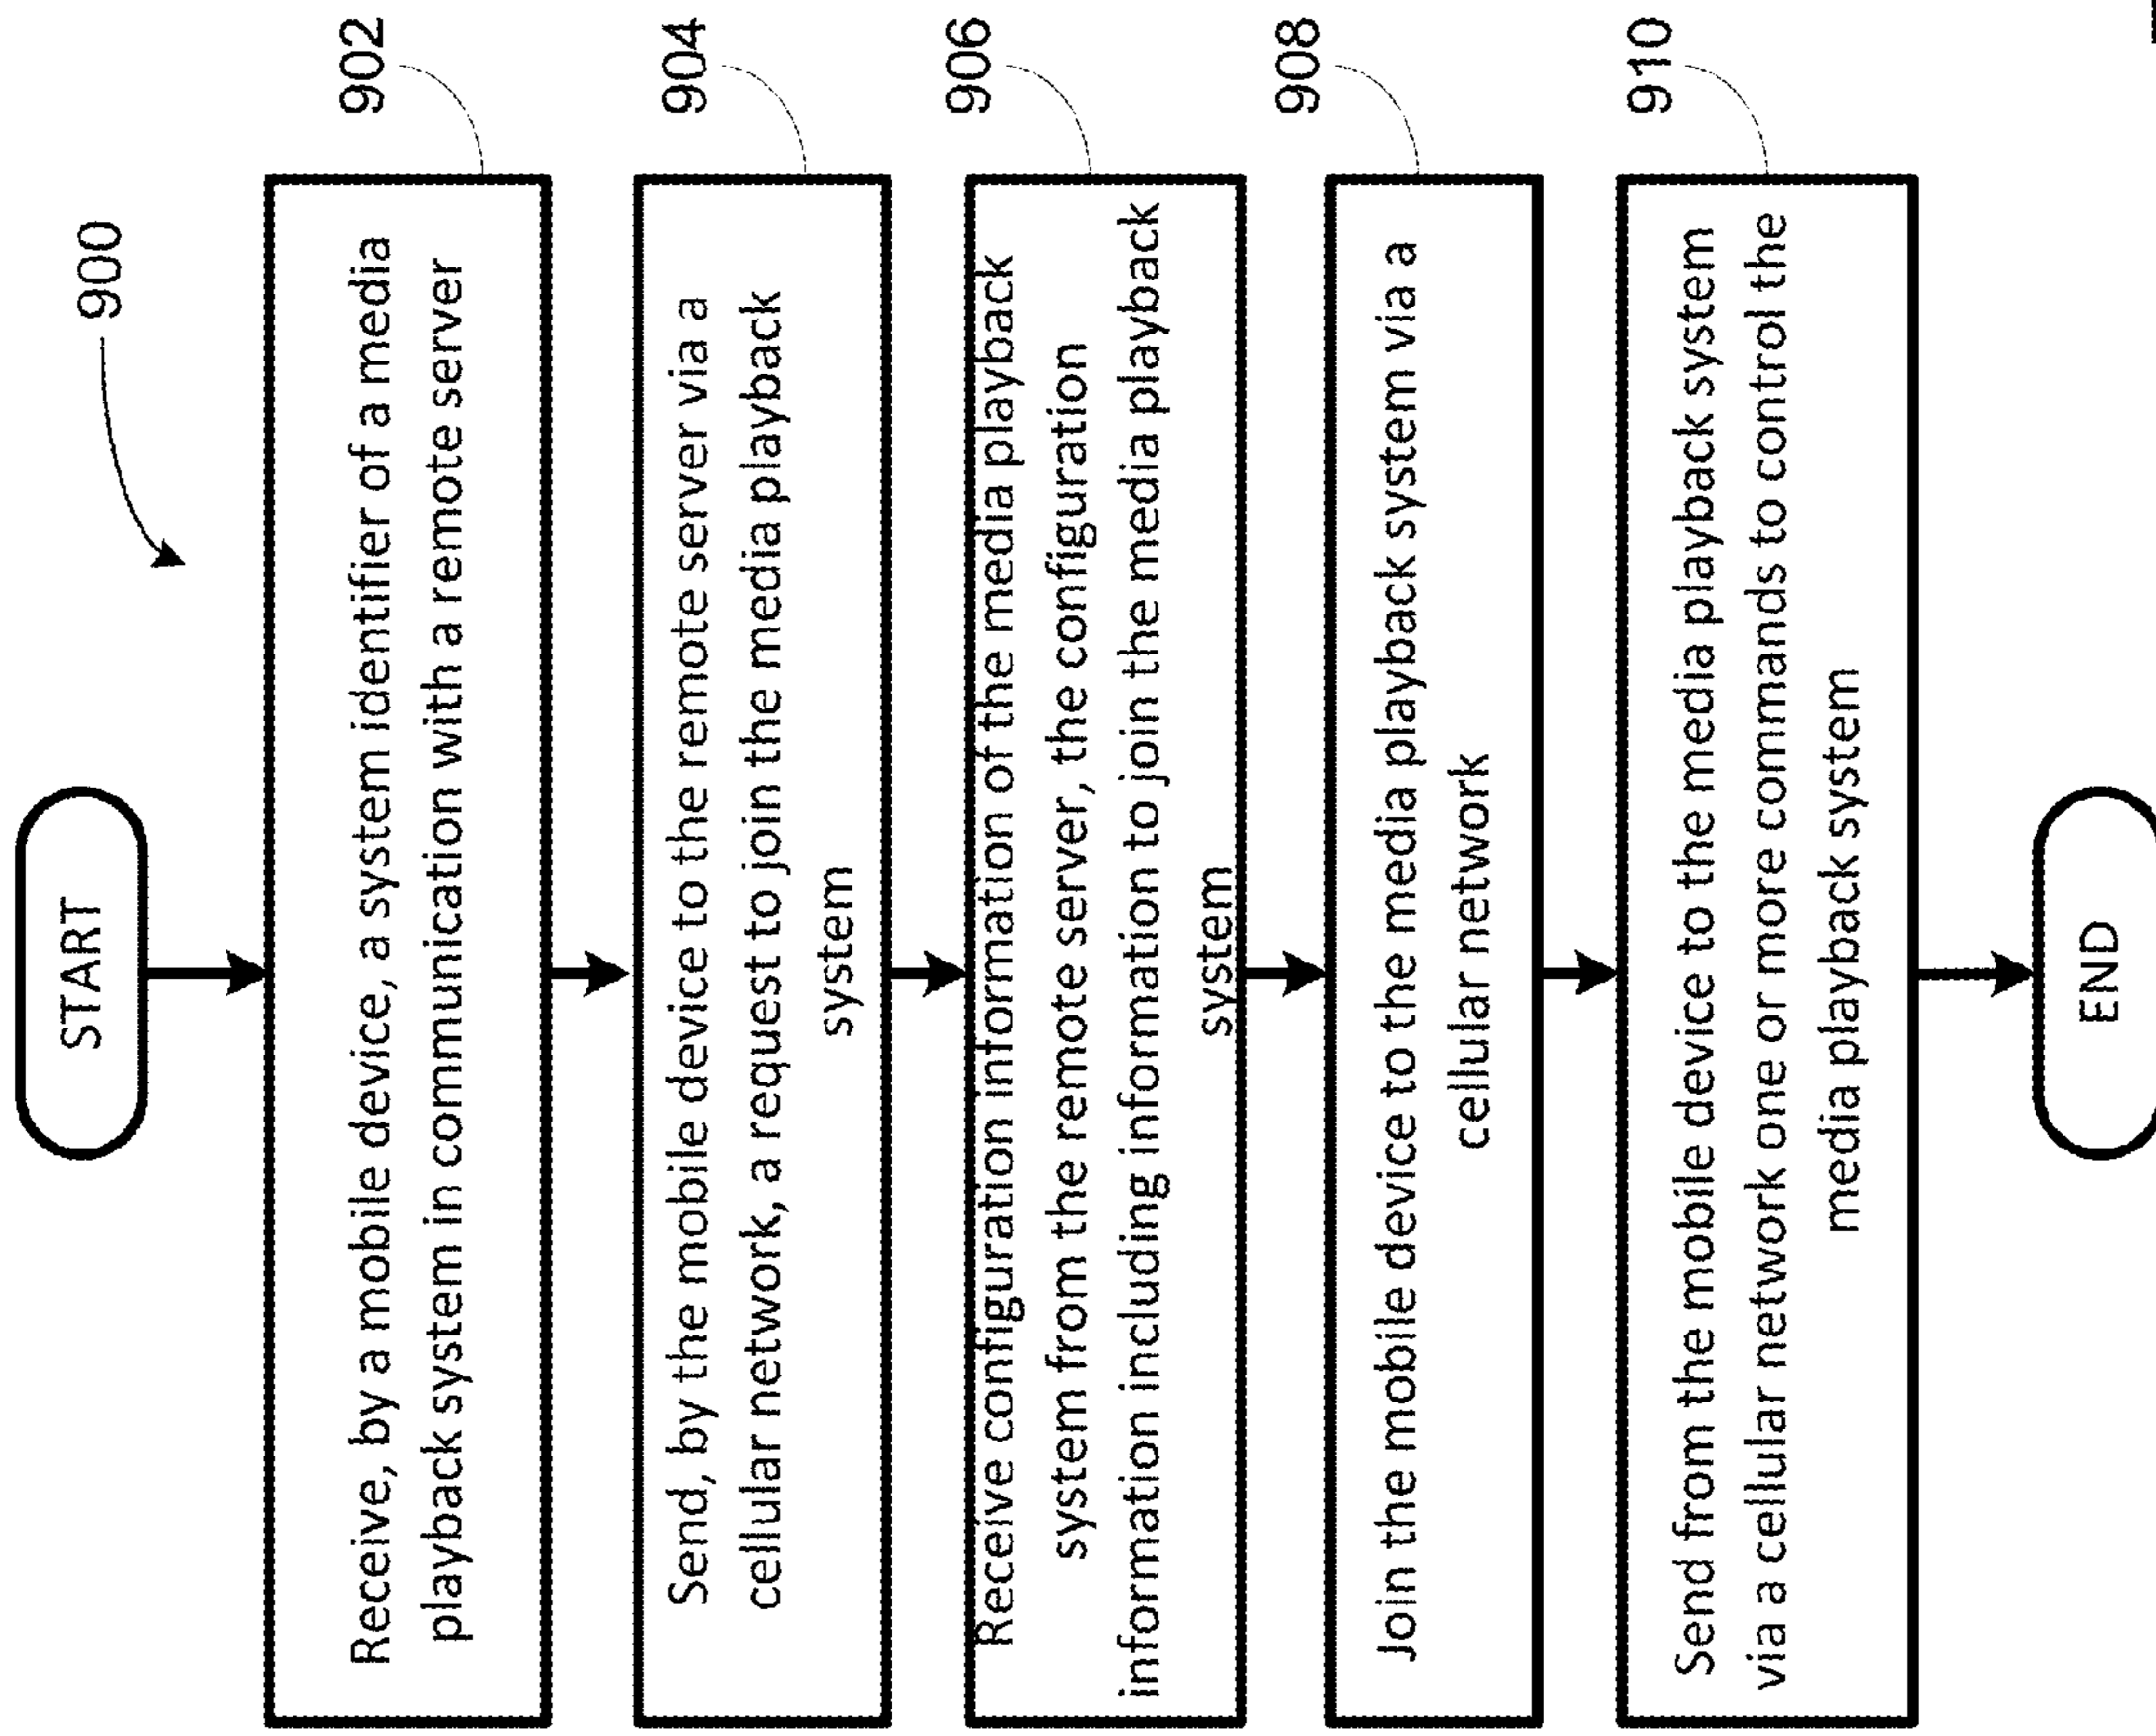 START
900
Receive, by a mobile device, a system identifier of a media
playback system in communication with a remote server
902
Send, by the mobile device to the remote server via a
cellular network, a request to join the media playback
system
904
Receive configuration information of the media playback
system from the remote server, the configuration
information including information to join the media playback
system
906
Join the mobile device to the media playback system via a
cellular network
908
Send from the mobile device to the media playback system
via a cellular network one or more commands to control the
media playback system
910
END